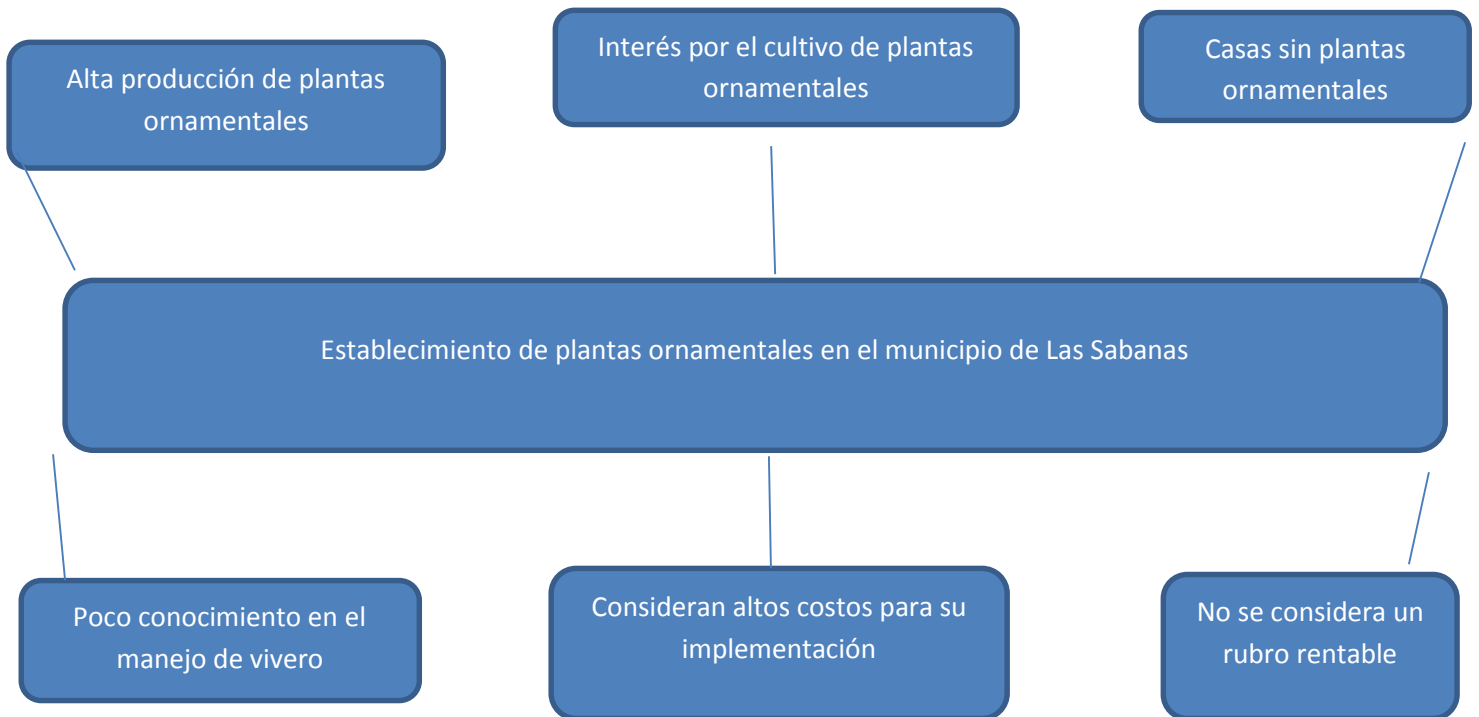 Alta producción de plantas
ornamentales
Interés por el cultivo de plantas
ornamentales
Casas sin plantas
ornamentales
Establecimiento de plantas ornamentales en el municipio de Las Sabanas
Poco conocimiento en el
manejo de vivero
Consideran altos costos para su
implementación
No se considera un
rubro rentable